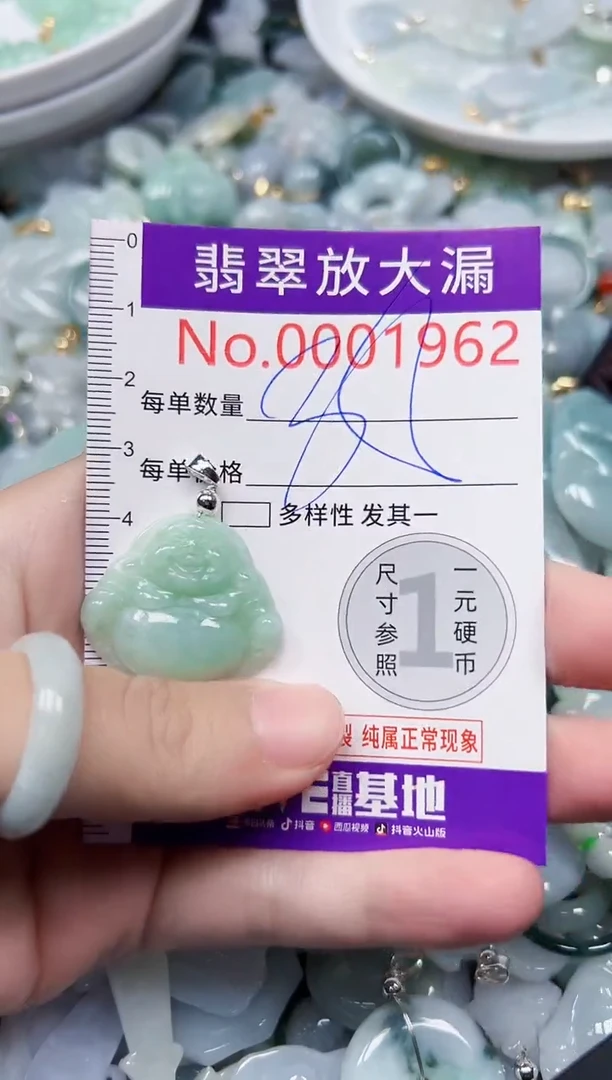 0
翡翠放大漏
1
No.0001962
2
每单数量
3
每单 格
4
多样性 发其一
尺寸参照
1
一元硬币
纯属正常现象
直播基地
抖音 西瓜视频 抖音火山版